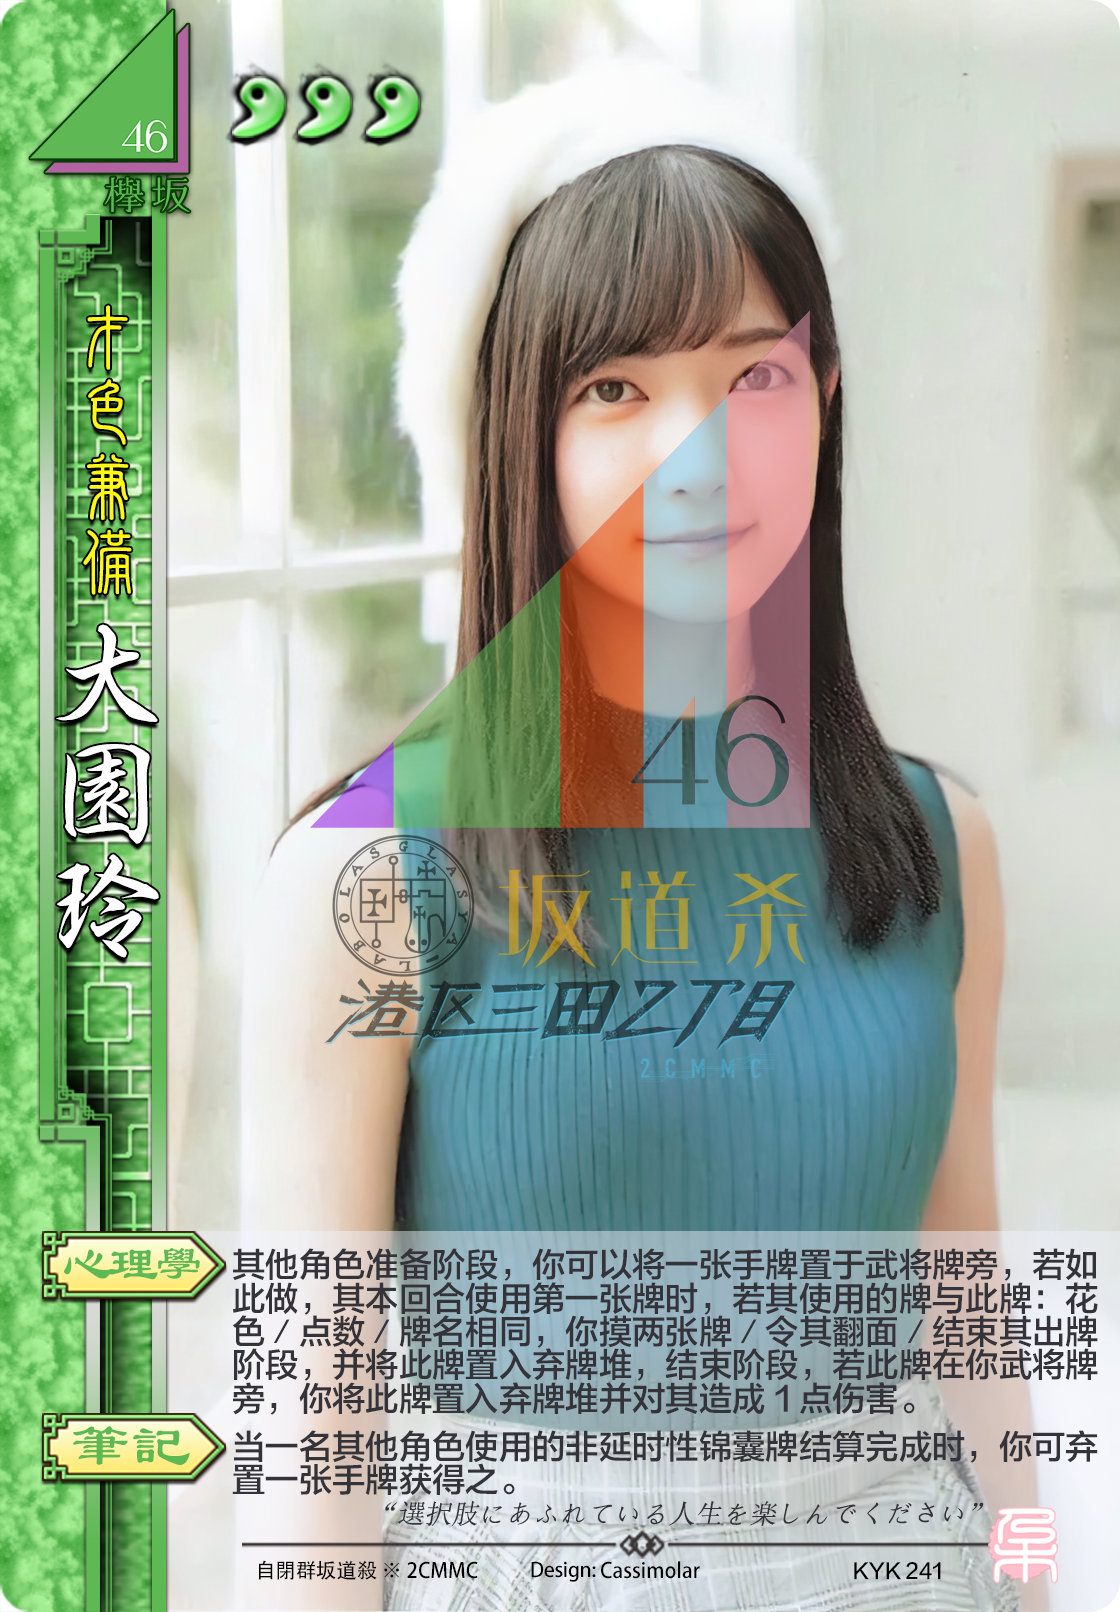 46
欅坂
才色兼備
大園玲
46
GLASYA LABOLAS
坂道杀
港区三田乙丁目
2CMMC
心理學
其他角色准备阶段，你可以将一张手牌置于武将牌旁，若如
此做，其本回合使用第一张牌时，若其使用的牌与此牌：花
色／点数／牌名相同，你摸两张牌／令其翻面／结束其出牌
阶段，并将此牌置入弃牌堆，结束阶段，若此牌在你武将牌
旁，你将此牌置入弃牌堆并对其造成 1点伤害。
筆記
当一名其他角色使用的非延时性锦囊牌结算完成时，你可弃
置一张手牌获得之。
“選択肢にあふれている人生を楽しんでください”
自閉群坂道殺 ※ 2CMMC Design: Cassimolar KYK 241